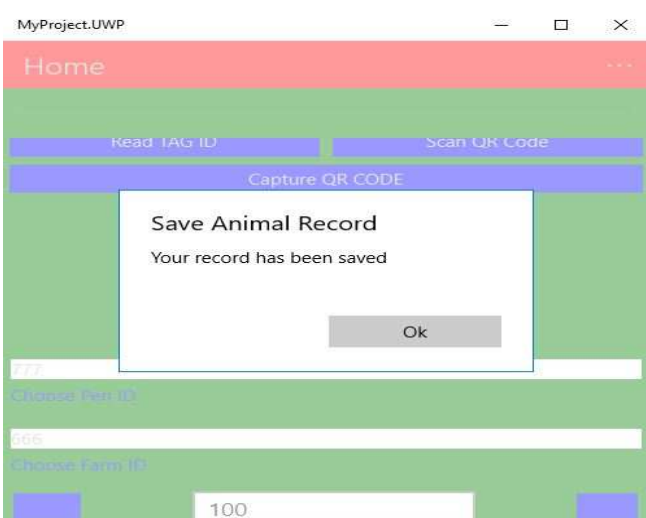 MyProject.UWP
Home
Read TAG ID
Scan QR Code
Capture QR CODE
Save Animal Record
Your record has been saved
Ok
777
Choose Pen ID
666
Choose Farm ID
100